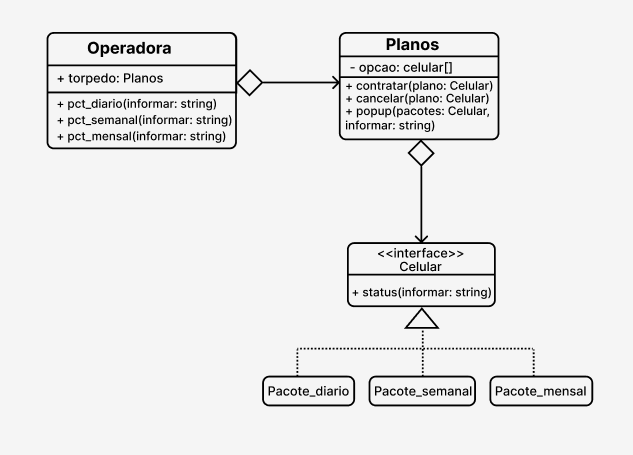 Operadora
+ torpedo: Planos
+ pct_diario(informar: string)
+ pct_semanal(informar: string)
+ pct_mensal(informar: string)
Planos
- opcao: celular[]
+ contratar(plano: Celular)
+ cancelar(plano: Celular)
+ popup(pacotes: Celular,
informar: string)
<<interface>>
Celular
+ status(informar: string)
Pacote_diario
Pacote_semanal
Pacote_mensal